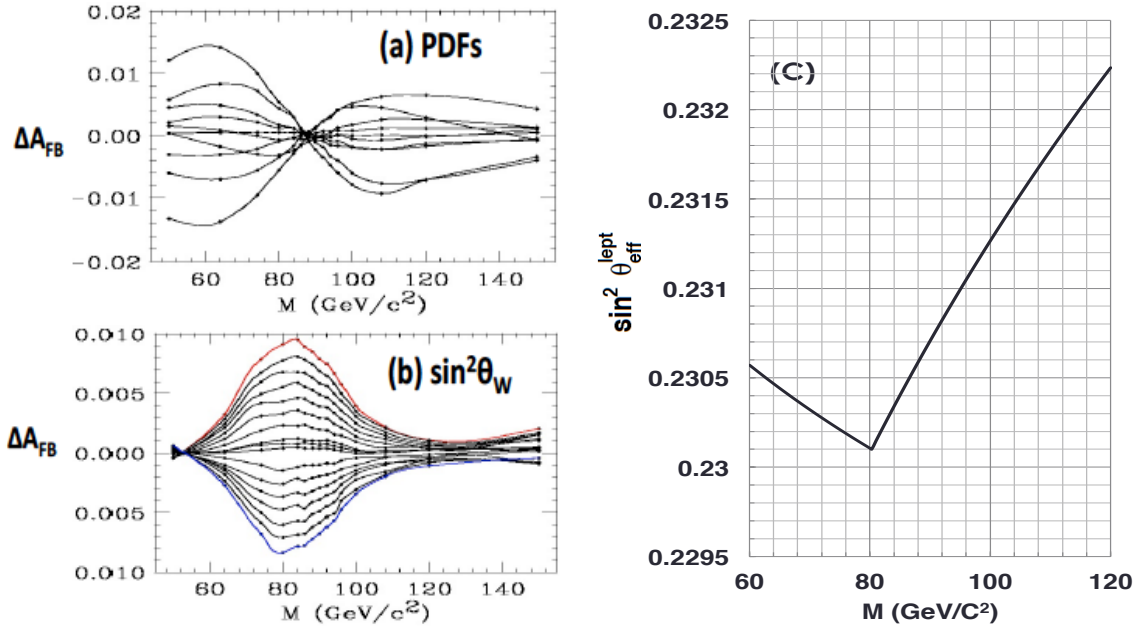 0.02
(a) PDFs
0.01
ΔA_FB
0.00
−0.01
−0.02
60 80 100 120 140
M (GeV/c²)
0.010
(b) sin²θ_W
0.005
ΔA_FB
0.000
0.005
0.010
60 80 100 120 140
M (GeV/c²)
0.2325
(C)
0.232
0.2315
sin² θ_eff^lept
0.231
0.2305
0.23
0.2295
60 80 100 120
M (GeV/C²)